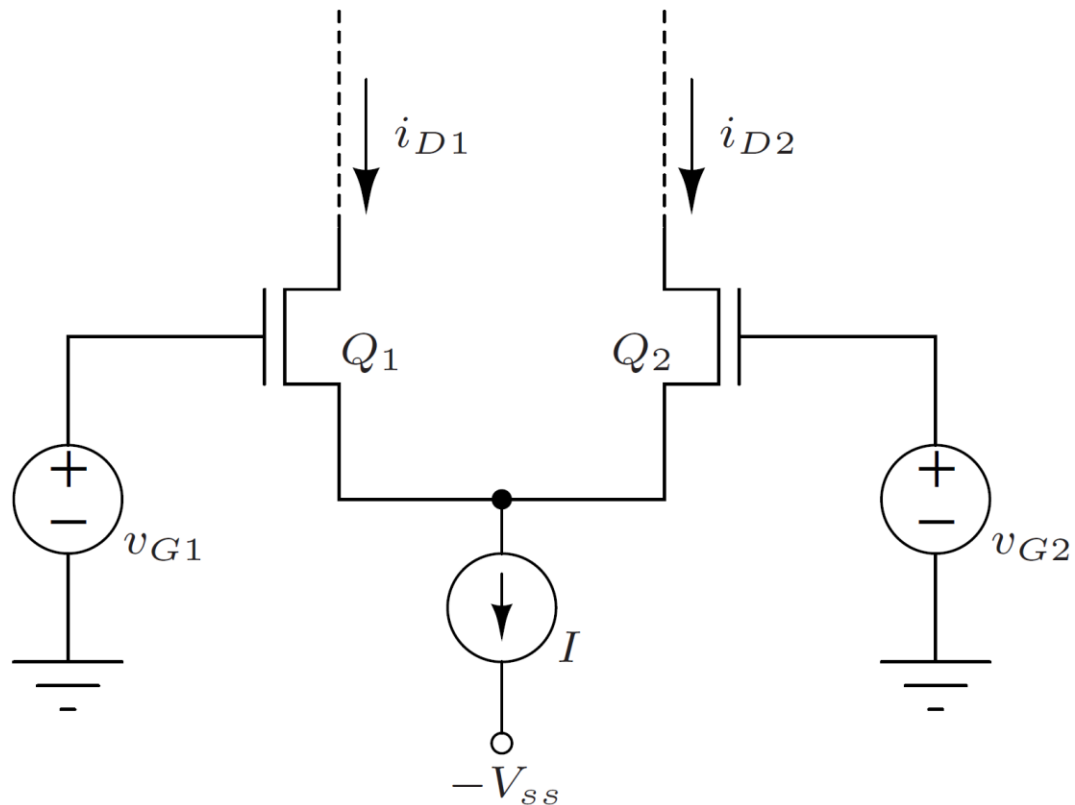 i_{D1}
i_{D2}
Q_1
Q_2
+
−
v_{G1}
+
−
v_{G2}
I
−V_{ss}